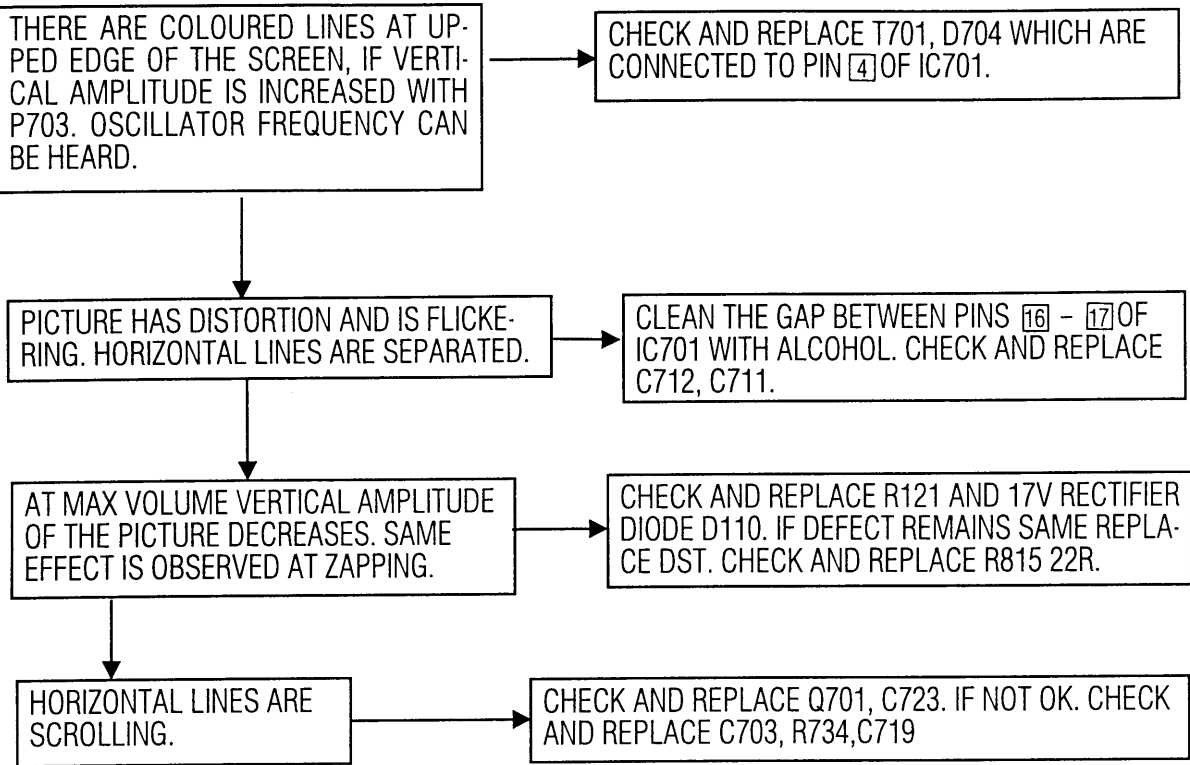 THERE ARE COLOURED LINES AT UP-
PED EDGE OF THE SCREEN, IF VERTI-
CAL AMPLITUDE IS INCREASED WITH
P703. OSCILLATOR FREQUENCY CAN
BE HEARD.
CHECK AND REPLACE T701, D704 WHICH ARE
CONNECTED TO PIN 4 OF IC701.
PICTURE HAS DISTORTION AND IS FLICKE-
RING. HORIZONTAL LINES ARE SEPARATED.
CLEAN THE GAP BETWEEN PINS 16 - 17 OF
IC701 WITH ALCOHOL. CHECK AND REPLACE
C712, C711.
AT MAX VOLUME VERTICAL AMPLITUDE
OF THE PICTURE DECREASES. SAME
EFFECT IS OBSERVED AT ZAPPING.
CHECK AND REPLACE R121 AND 17V RECTIFIER
DIODE D110. IF DEFECT REMAINS SAME REPLA-
CE DST. CHECK AND REPLACE R815 22R.
HORIZONTAL LINES ARE
SCROLLING.
CHECK AND REPLACE Q701, C723. IF NOT OK. CHECK
AND REPLACE C703, R734,C719